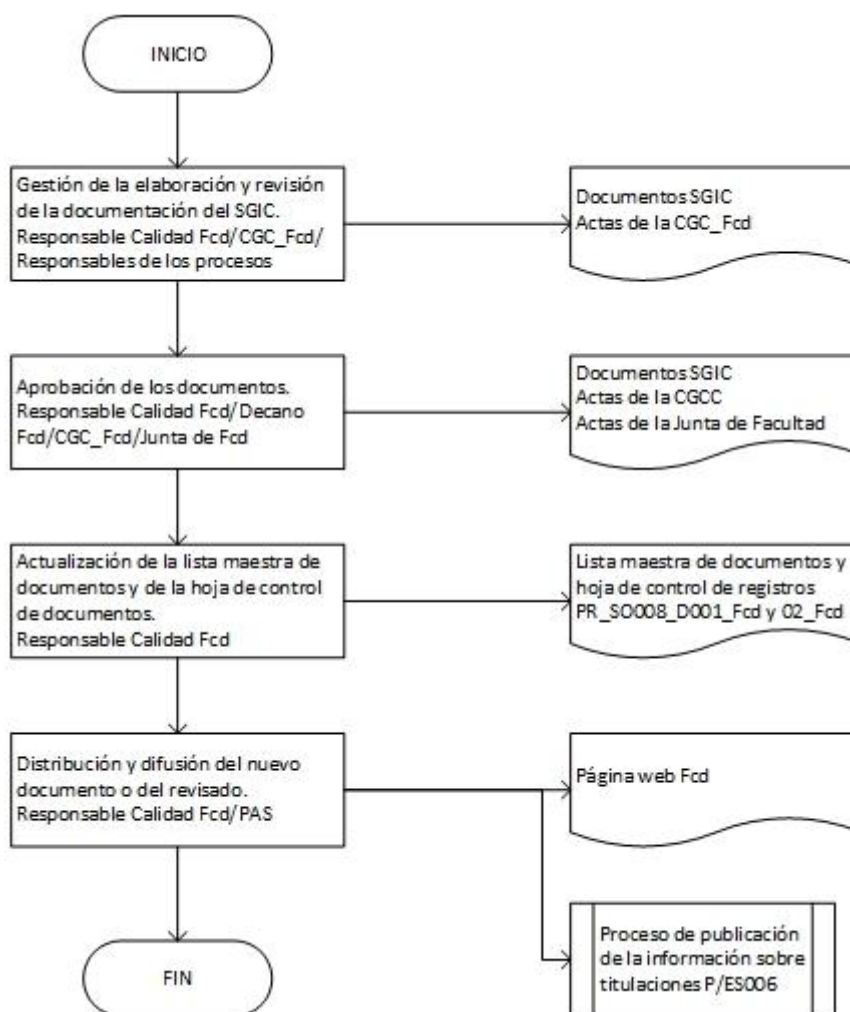 INICIO
Gestión de la elaboración y revisión
de la documentación del SGIC.
Responsable Calidad Fcd/CGC_Fcd/
Responsables de los procesos
Documentos SGIC
Actas de la CGC_Fcd
Aprobación de los documentos.
Responsable Calidad Fcd/Decano
Fcd/CGC_Fcd/Junta de Fcd
Documentos SGIC
Actas de la CGCC
Actas de la Junta de Facultad
Actualización de la lista maestra de
documentos y de la hoja de control
de documentos.
Responsable Calidad Fcd
Lista maestra de documentos y
hoja de control de registros
PR_SO008_D001_Fcd y 02_Fcd
Distribución y difusión del nuevo
documento o del revisado.
Responsable Calidad Fcd/PAS
Página web Fcd
Proceso de publicación
de la información sobre
titulaciones P/ES006
FIN